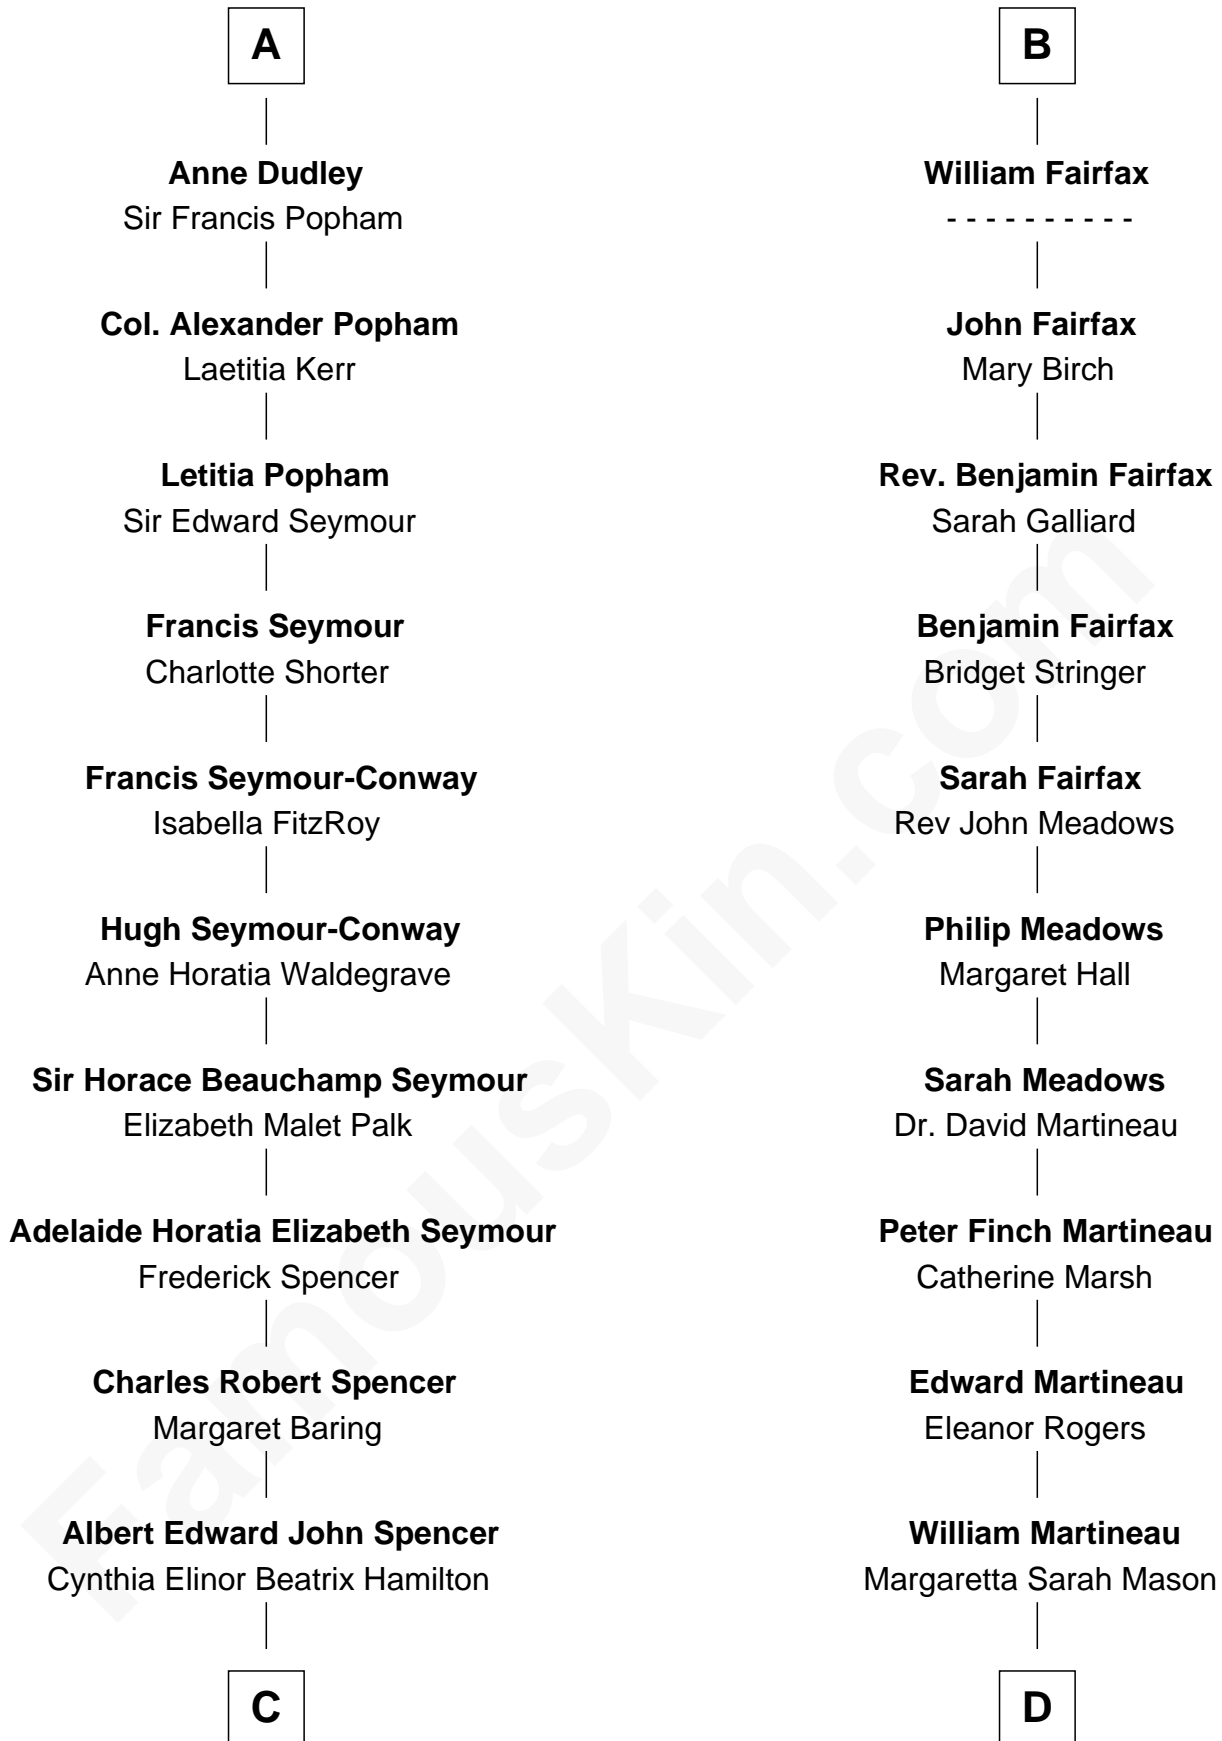 A
Anne Dudley
Sir Francis Popham
Col. Alexander Popham
Laetitia Kerr
Letitia Popham
Sir Edward Seymour
Francis Seymour
Charlotte Shorter
Francis Seymour-Conway
Isabella FitzRoy
Hugh Seymour-Conway
Anne Horatia Waldegrave
Sir Horace Beauchamp Seymour
Elizabeth Malet Palk
Adelaide Horatia Elizabeth Seymour
Frederick Spencer
Charles Robert Spencer
Margaret Baring
Albert Edward John Spencer
Cynthia Elinor Beatrix Hamilton
C
B
William Fairfax
- - - - - - - - - -
John Fairfax
Mary Birch
Rev. Benjamin Fairfax
Sarah Galliard
Benjamin Fairfax
Bridget Stringer
Sarah Fairfax
Rev John Meadows
Philip Meadows
Margaret Hall
Sarah Meadows
Dr. David Martineau
Peter Finch Martineau
Catherine Marsh
Edward Martineau
Eleanor Rogers
William Martineau
Margaretta Sarah Mason
D
FamousKin.com